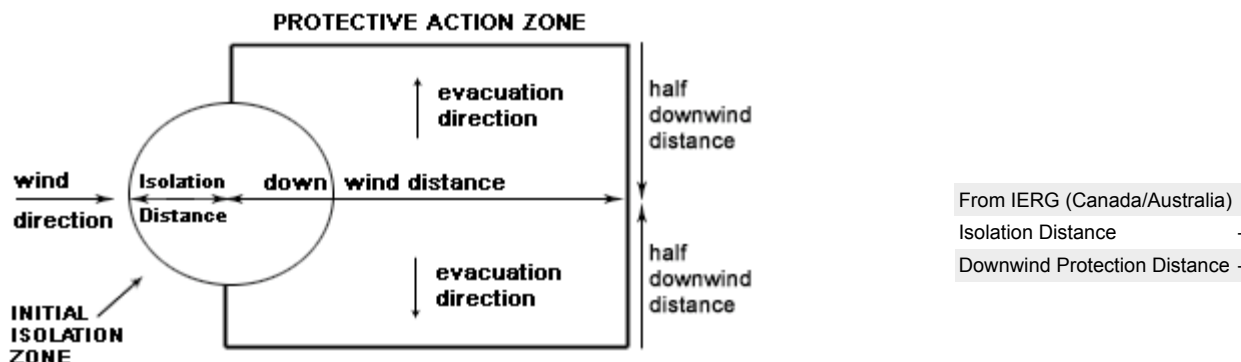 PROTECTIVE ACTION ZONE
evacuation
direction
half
downwind
distance
wind
direction
Isolation
Distance
down wind distance
evacuation
direction
half
downwind
distance
INITIAL
ISOLATION
ZONE
From IERG (Canada/Australia)
Isolation Distance -
Downwind Protection Distance -